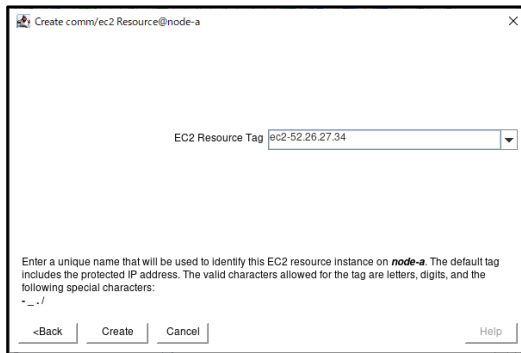 Create comm/ec2 Resource@node-a
EC2 Resource Tag ec2-52.26.27.34
Enter a unique name that will be used to identify this EC2 resource instance on node-a. The default tag
includes the protected IP address. The valid characters allowed for the tag are letters, digits, and the
following special characters:
- _ . /
<Back Create Cancel Help